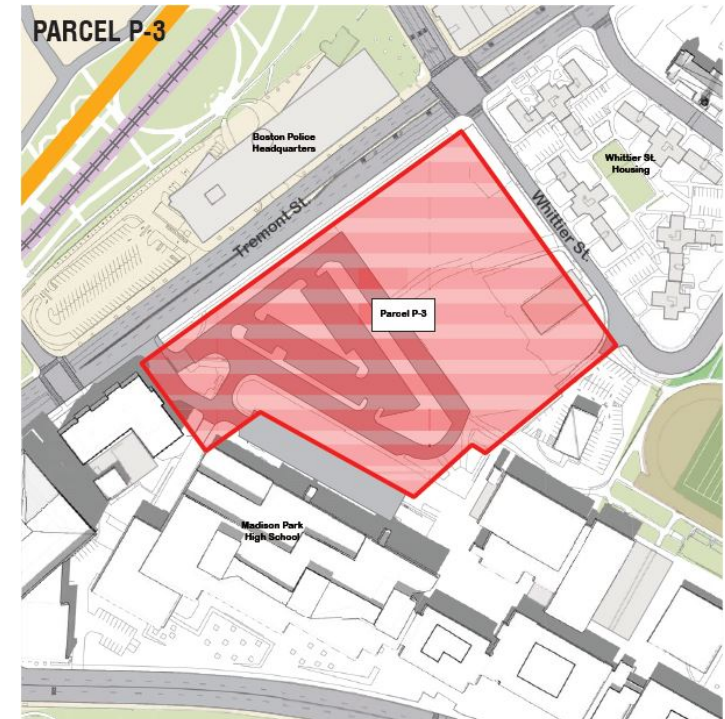 PARCEL P-3
Boston Police
Headquarters
Whittier St.
Housing
Tremont St.
Whittier St.
Parcel P-3
Madison Park
High School